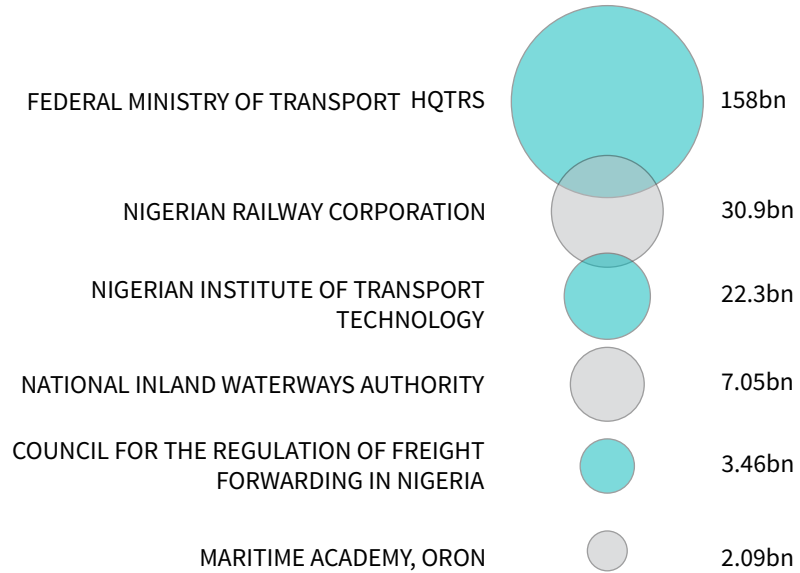 FEDERAL MINISTRY OF TRANSPORT HQTRS 158bn
NIGERIAN RAILWAY CORPORATION 30.9bn
NIGERIAN INSTITUTE OF TRANSPORT
TECHNOLOGY 22.3bn
NATIONAL INLAND WATERWAYS AUTHORITY 7.05bn
COUNCIL FOR THE REGULATION OF FREIGHT
FORWARDING IN NIGERIA 3.46bn
MARITIME ACADEMY, ORON 2.09bn